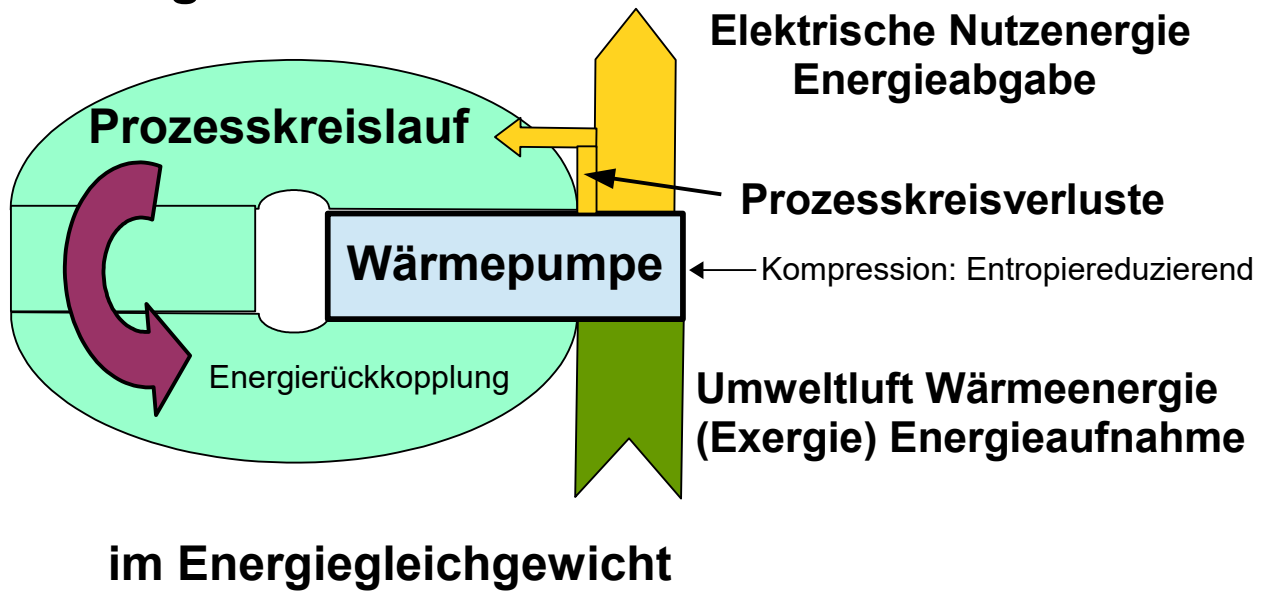 Elektrische Nutzenergie
Energieabgabe
Prozesskreislauf
Prozesskreisverluste
Wärmepumpe
Kompression: Entropiereduzierend
Energierückkopplung
Umweltluft Wärmeenergie
(Exergie) Energieaufnahme
im Energiegleichgewicht